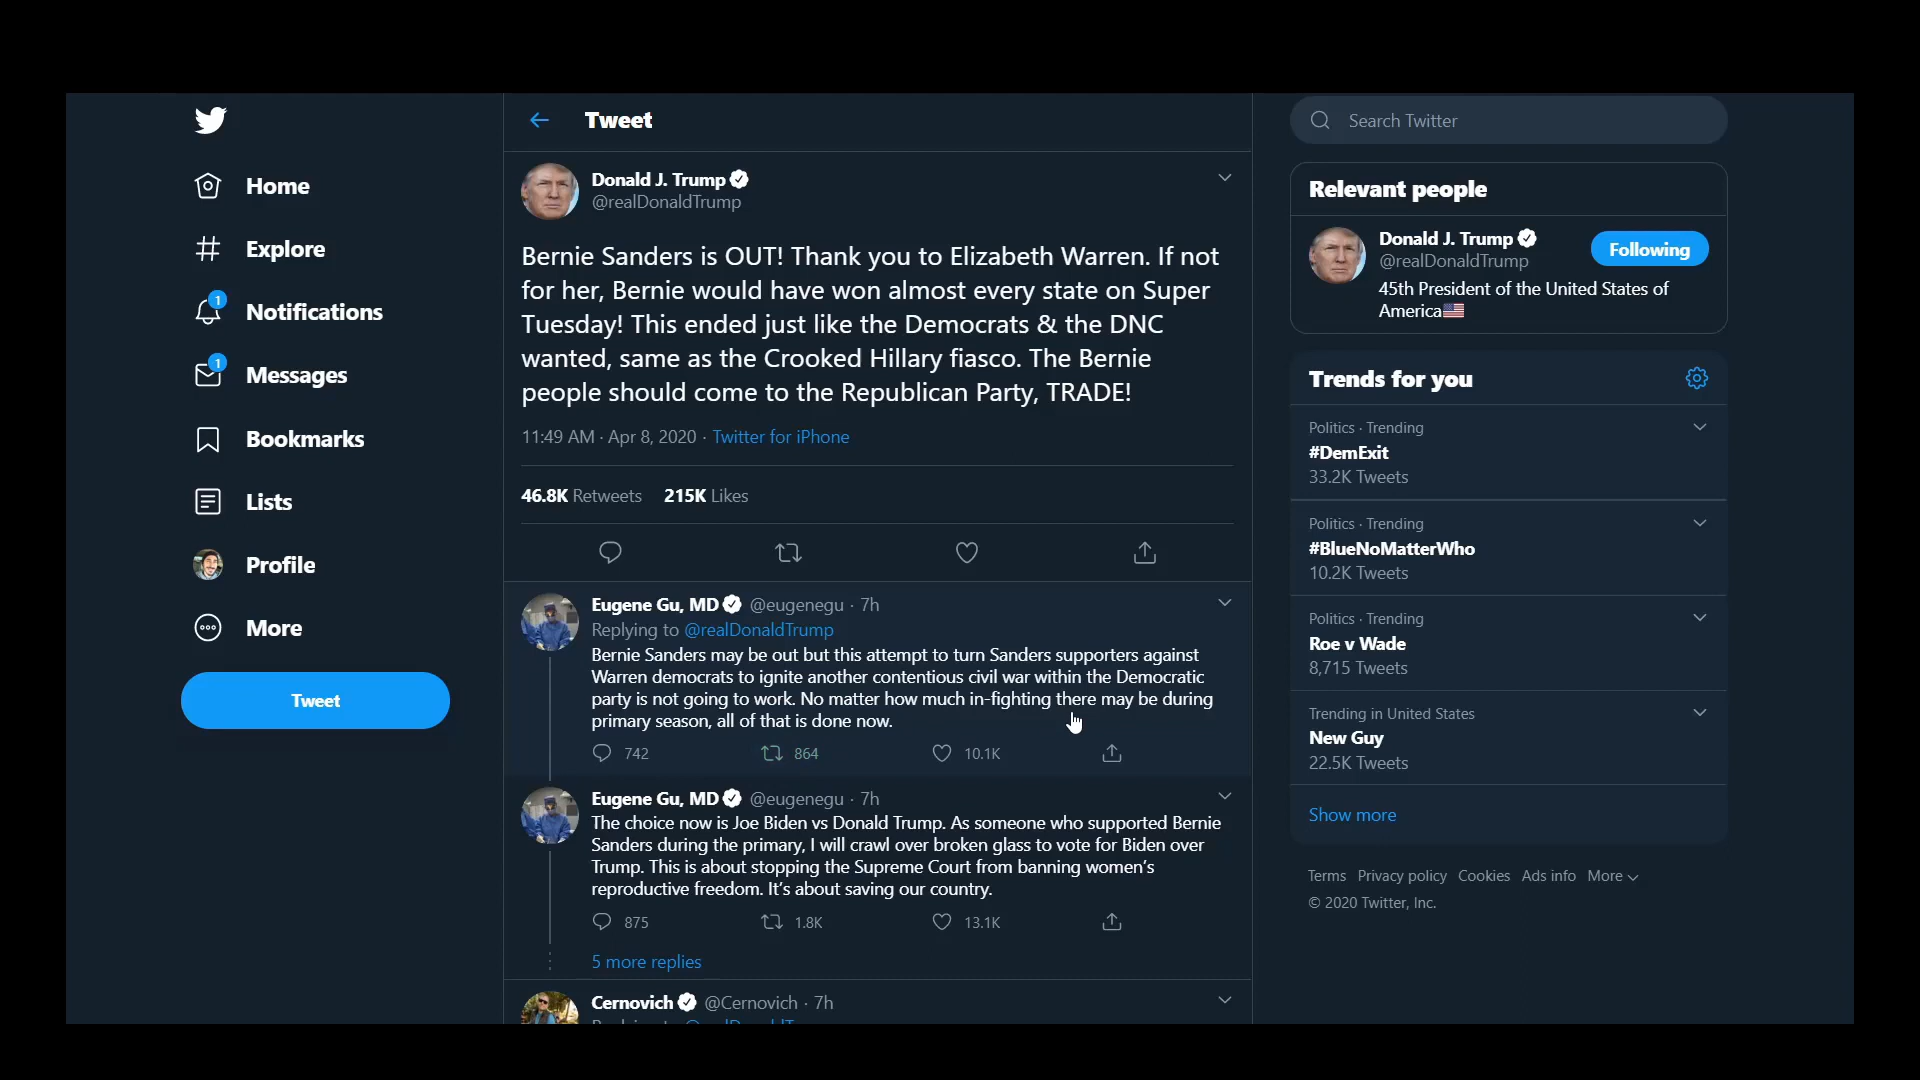 Home
Explore
1
Notifications
1
Messages
Bookmarks
Lists
Profile
More
Tweet
Tweet
Donald J. Trump
@realDonaldTrump
Bernie Sanders is OUT! Thank you to Elizabeth Warren. If not
for her, Bernie would have won almost every state on Super
Tuesday! This ended just like the Democrats & the DNC
wanted, same as the Crooked Hillary fiasco. The Bernie
people should come to the Republican Party, TRADE!
11:49 AM · Apr 8, 2020 · Twitter for iPhone
46.8K Retweets 215K Likes
Eugene Gu, MD @eugenegu · 7h
Replying to @realDonaldTrump
Bernie Sanders may be out but this attempt to turn Sanders supporters against
Warren democrats to ignite another contentious civil war within the Democratic
party is not going to work. No matter how much in-fighting there may be during
primary season, all of that is done now.
742 864 10.1K
Eugene Gu, MD @eugenegu · 7h
The choice now is Joe Biden vs Donald Trump. As someone who supported Bernie
Sanders during the primary, I will crawl over broken glass to vote for Biden over
Trump. This is about stopping the Supreme Court from banning women's
reproductive freedom. It's about saving our country.
875 1.8K 13.1K
5 more replies
Cernovich @Cernovich · 7h
Search Twitter
Relevant people
Donald J. Trump
@realDonaldTrump
Following
45th President of the United States of
America🇺🇸
Trends for you
Politics · Trending
#DemExit
33.2K Tweets
Politics · Trending
#BlueNoMatterWho
10.2K Tweets
Politics · Trending
Roe v Wade
8,715 Tweets
Trending in United States
New Guy
22.5K Tweets
Show more
Terms Privacy policy Cookies Ads info More
© 2020 Twitter, Inc.